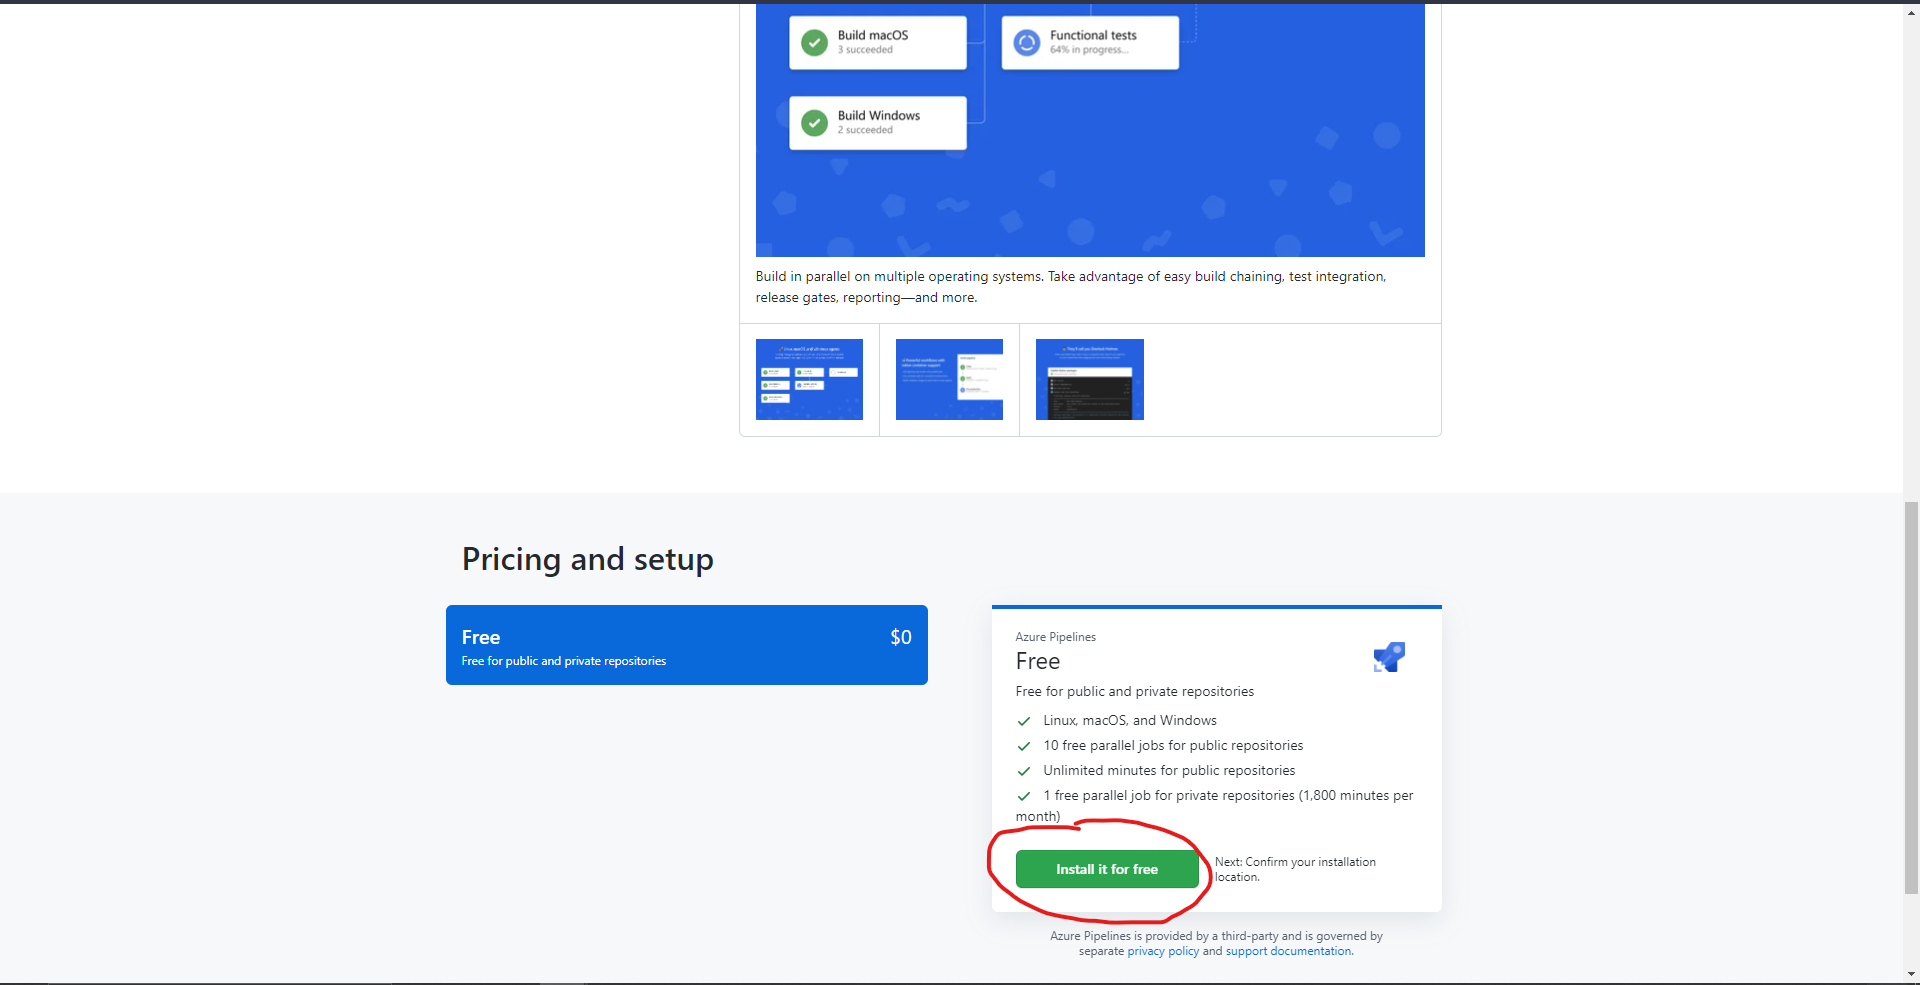 Build macOS
3 succeeded
Functional tests
64% in progress...
Build Windows
2 succeeded
Build in parallel on multiple operating systems. Take advantage of easy build chaining, test integration,
release gates, reporting—and more.
Pricing and setup
Free
$0
Free for public and private repositories
Azure Pipelines
Free
Free for public and private repositories
Linux, macOS, and Windows
10 free parallel jobs for public repositories
Unlimited minutes for public repositories
1 free parallel job for private repositories (1,800 minutes per
month)
Install it for free
Next: Confirm your installation
location.
Azure Pipelines is provided by a third-party and is governed by
separate privacy policy and support documentation.